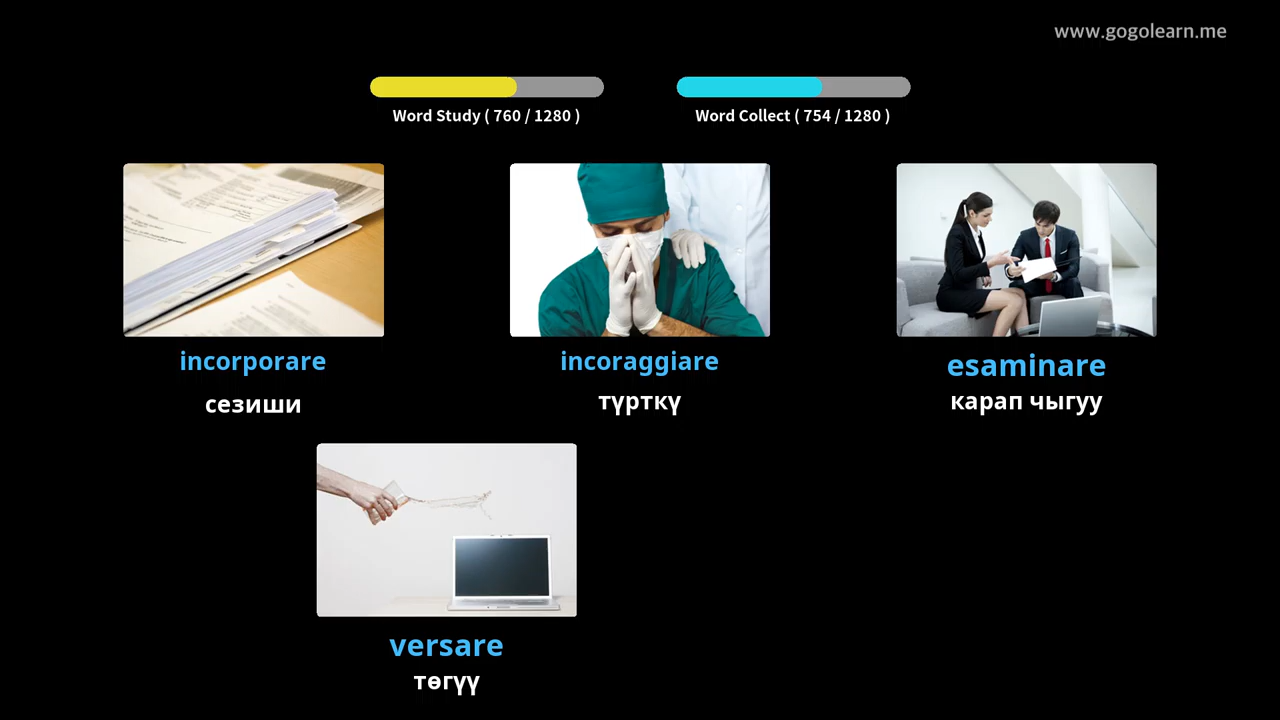 www.gogolearn.me
Word Study ( 760 / 1280 )
Word Collect ( 754 / 1280 )
incorporare
сезиши
incoraggiare
түрткү
esaminare
карап чыгуу
versare
төгүү